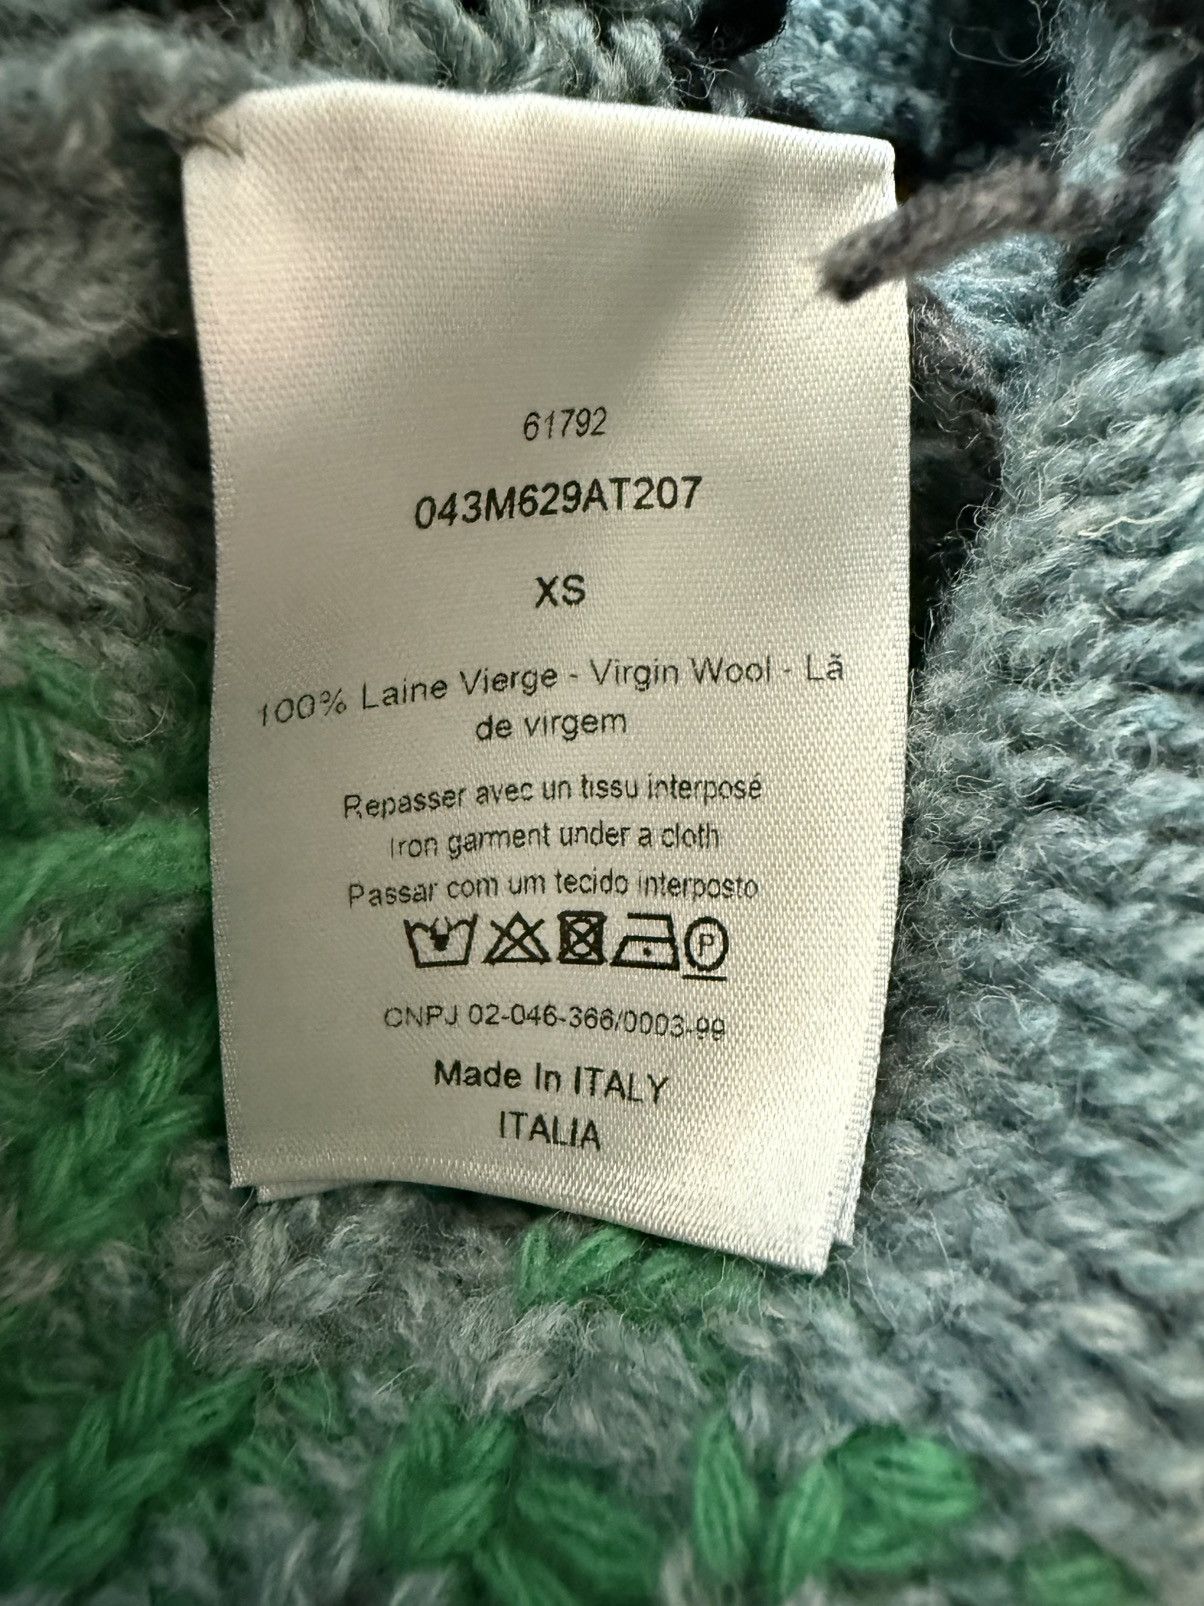 61792
043M629AT207
XS
100% Laine Vierge - Virgin Wool - Lã
de virgem
Repasser avec un tissu interposé
Iron garment under a cloth
Passar com um tecido interposto
P
CNPJ 02-046-366/0003-99
Made In ITALY
ITALIA